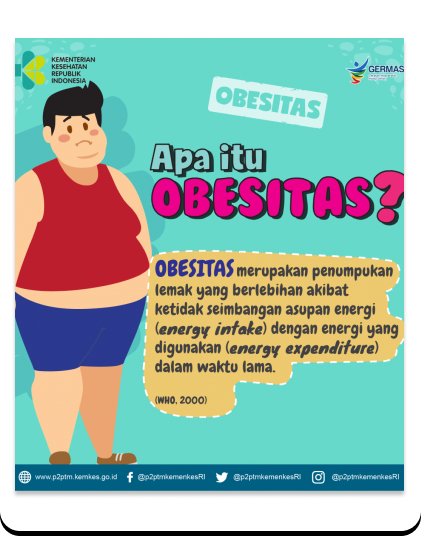 KEMENTERIAN
KESEHATAN
REPUBLIK
INDONESIA
GERMAS
OBESITAS
Apa itu
OBESITAS?
OBESITAS merupakan penumpukan
lemak yang berlebihan akibat
ketidak seimbangan asupan energi
(energy intake) dengan energi yang
digunakan (energy expenditure)
dalam waktu lama.
(WHO, 2000)
www.p2ptm.kemkes.go.id @p2ptmkemenkesRI @p2ptmkemenkesRI @p2ptmkemenkesRI